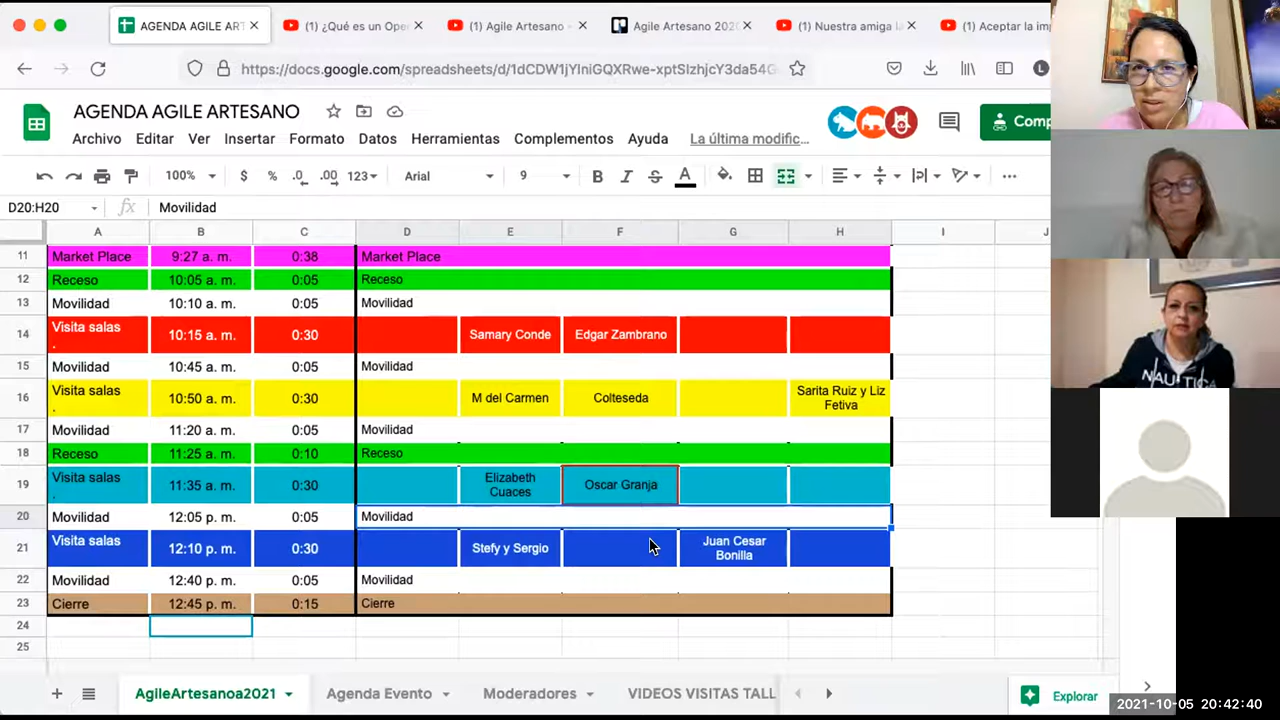 AGENDA AGILE ART
(1) ¿Qué es un Ope
(1) Agile Artesano -
Agile Artesano 202
(1) Nuestra amiga la
(1) Aceptar la im
https://docs.google.com/spreadsheets/d/1dCDW1jYlniGQXRwe-xptSlzhjcY3da54G
AGENDA AGILE ARTESANO
Comp
Archivo Editar Ver Insertar Formato Datos Herramientas Complementos Ayuda La última modific...
100% $ % .0 .00 123 Arial 9 B I S A
D20:H20 fx Movilidad
A B C D E F G H I J
11 Market Place 9:27 a. m. 0:38 Market Place
12 Receso 10:05 a. m. 0:05 Receso
13 Movilidad 10:10 a. m. 0:05 Movilidad
14 Visita salas . 10:15 a. m. 0:30 Samary Conde Edgar Zambrano
15 Movilidad 10:45 a. m. 0:05 Movilidad
16 Visita salas . 10:50 a. m. 0:30 M del Carmen Colteseda Sarita Ruiz y Liz Fetiva
17 Movilidad 11:20 a. m. 0:05 Movilidad
18 Receso 11:25 a. m. 0:10 Receso
19 Visita salas . 11:35 a. m. 0:30 Elizabeth Cuaces Oscar Granja
20 Movilidad 12:05 p. m. 0:05 Movilidad
21 Visita salas 12:10 p. m. 0:30 Stefy y Sergio Juan Cesar Bonilla
22 Movilidad 12:40 p. m. 0:05 Movilidad
23 Cierre 12:45 p. m. 0:15 Cierre
24
25
AgileArtesanoa2021 Agenda Evento Moderadores VIDEOS VISITAS TALL Explorar
NAUTICA
2021-10-05 20:42:40